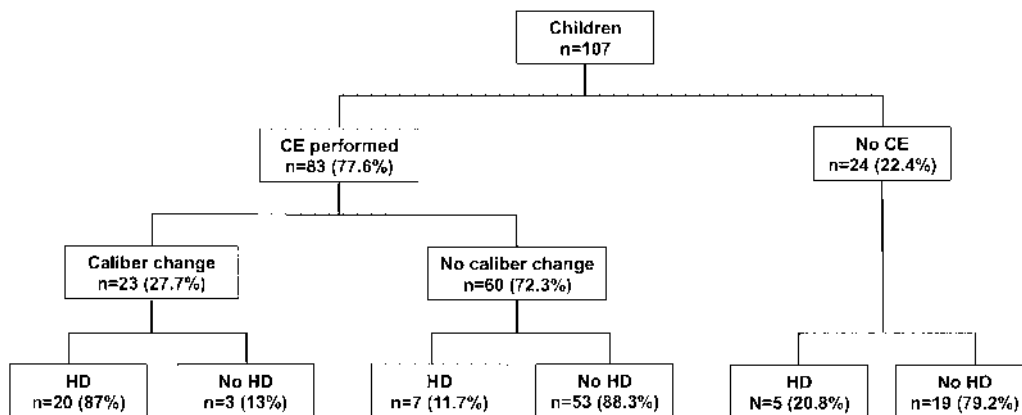 Children
n=107
CE performed
n=83 (77.6%)
No CE
n=24 (22.4%)
Caliber change
n=23 (27.7%)
No caliber change
n=60 (72.3%)
HD
n=20 (87%)
No HD
n=3 (13%)
HD
n=7 (11.7%)
No HD
n=53 (88.3%)
HD
N=5 (20.8%)
No HD
n=19 (79.2%)